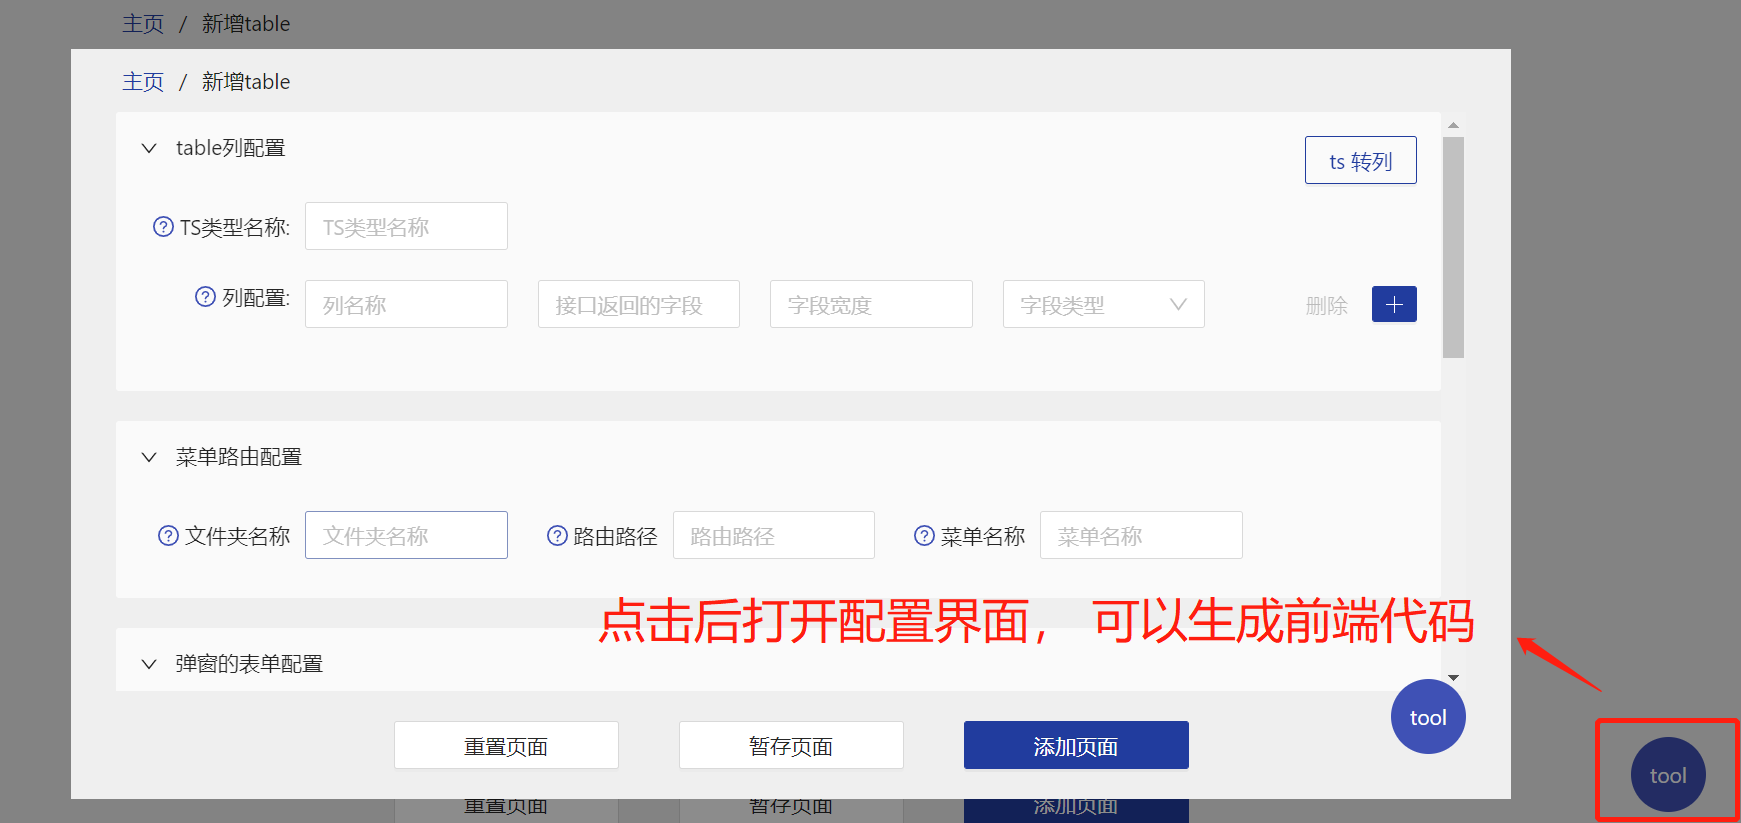 主页 / 新增table
主页 / 新增table
table列配置
ts 转列
TS类型名称: TS类型名称
列配置: 列名称 接口返回的字段 字段宽度 字段类型 删除
菜单路由配置
文件夹名称 文件夹名称 路由路径 路由路径 菜单名称 菜单名称
点击后打开配置界面， 可以生成前端代码
弹窗的表单配置
tool
重置页面 暂存页面 添加页面
tool
重置页面 暂存页面 添加页面